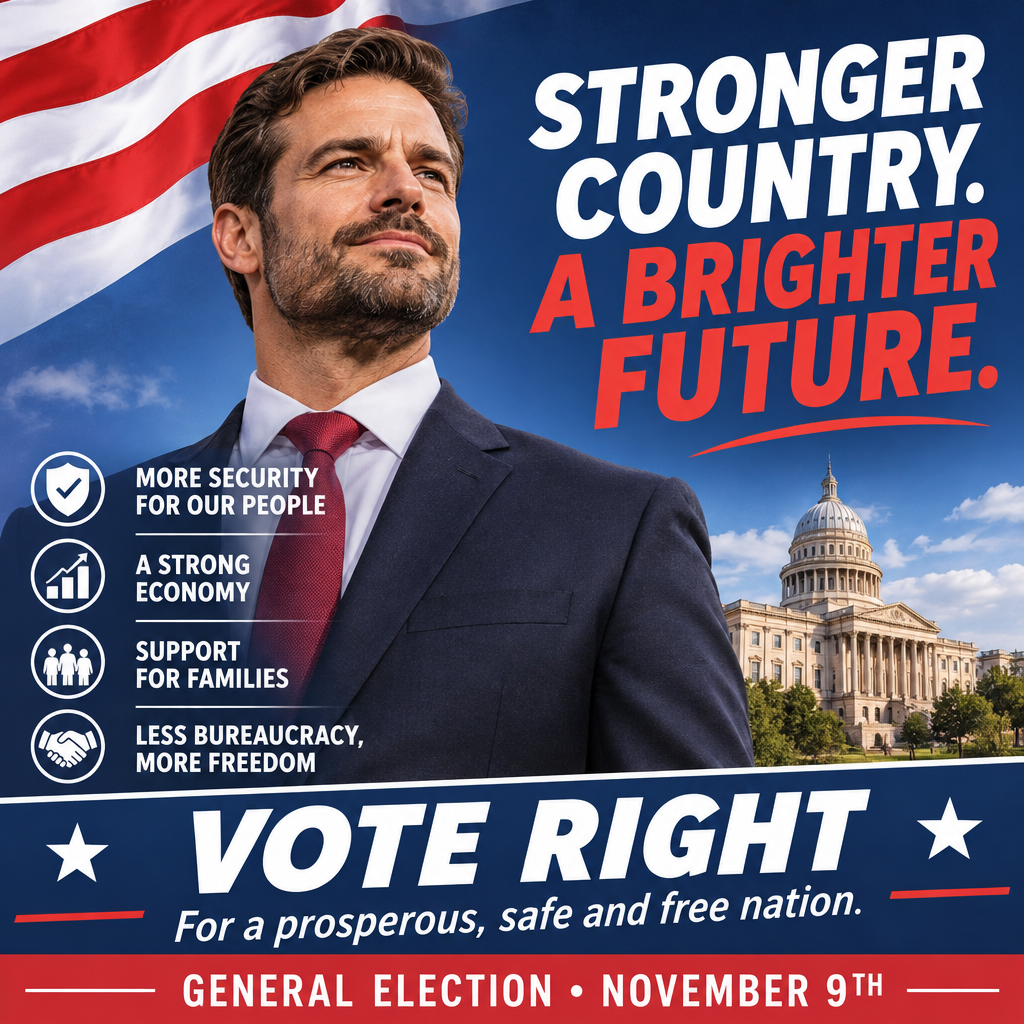 STRONGER
COUNTRY.
A BRIGHTER
FUTURE.
MORE SECURITY
FOR OUR PEOPLE
A STRONG
ECONOMY
SUPPORT
FOR FAMILIES
LESS BUREAUCRACY,
MORE FREEDOM
VOTE RIGHT
For a prosperous, safe and free nation.
GENERAL ELECTION • NOVEMBER 9TH